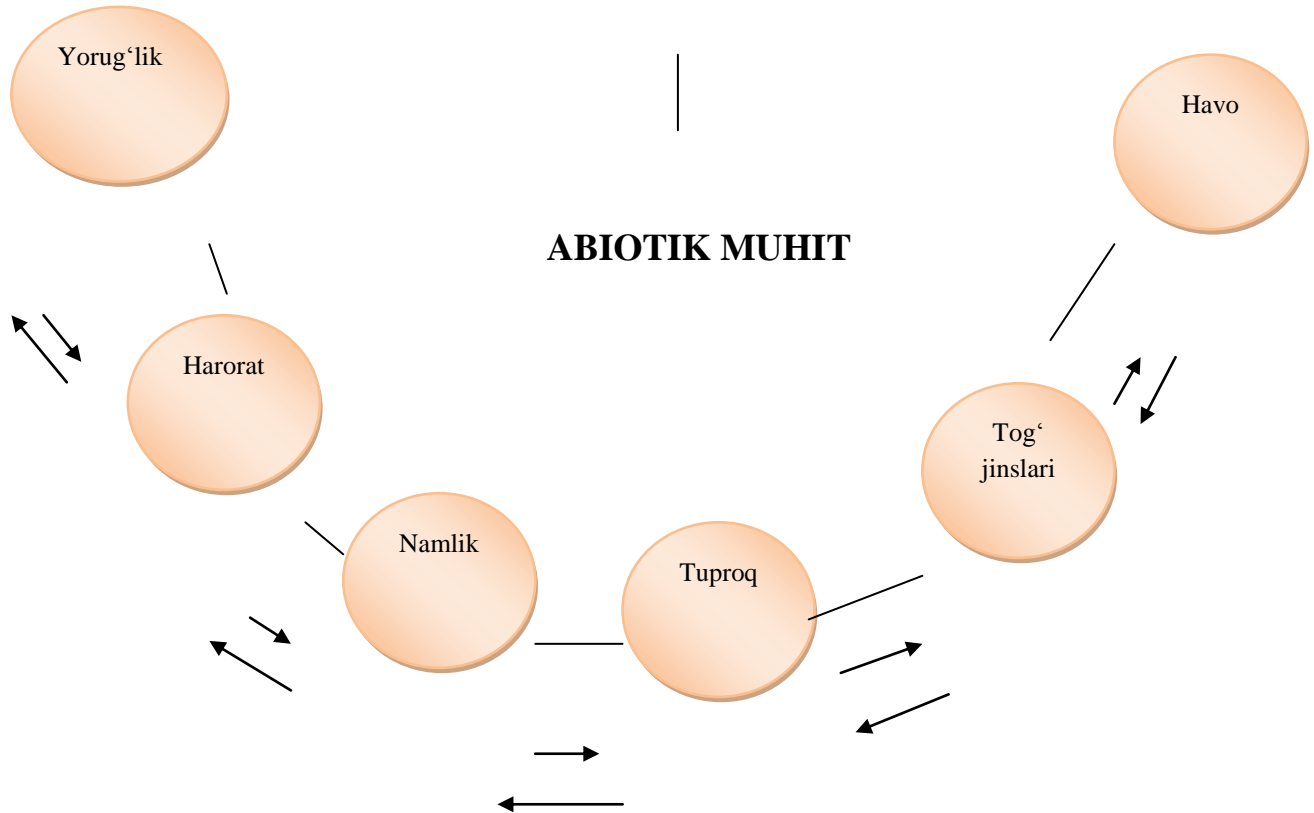 Yorug‘lik
Havo
ABIOTIK MUHIT
Harorat
Tog‘
jinslari
Namlik
Tuproq